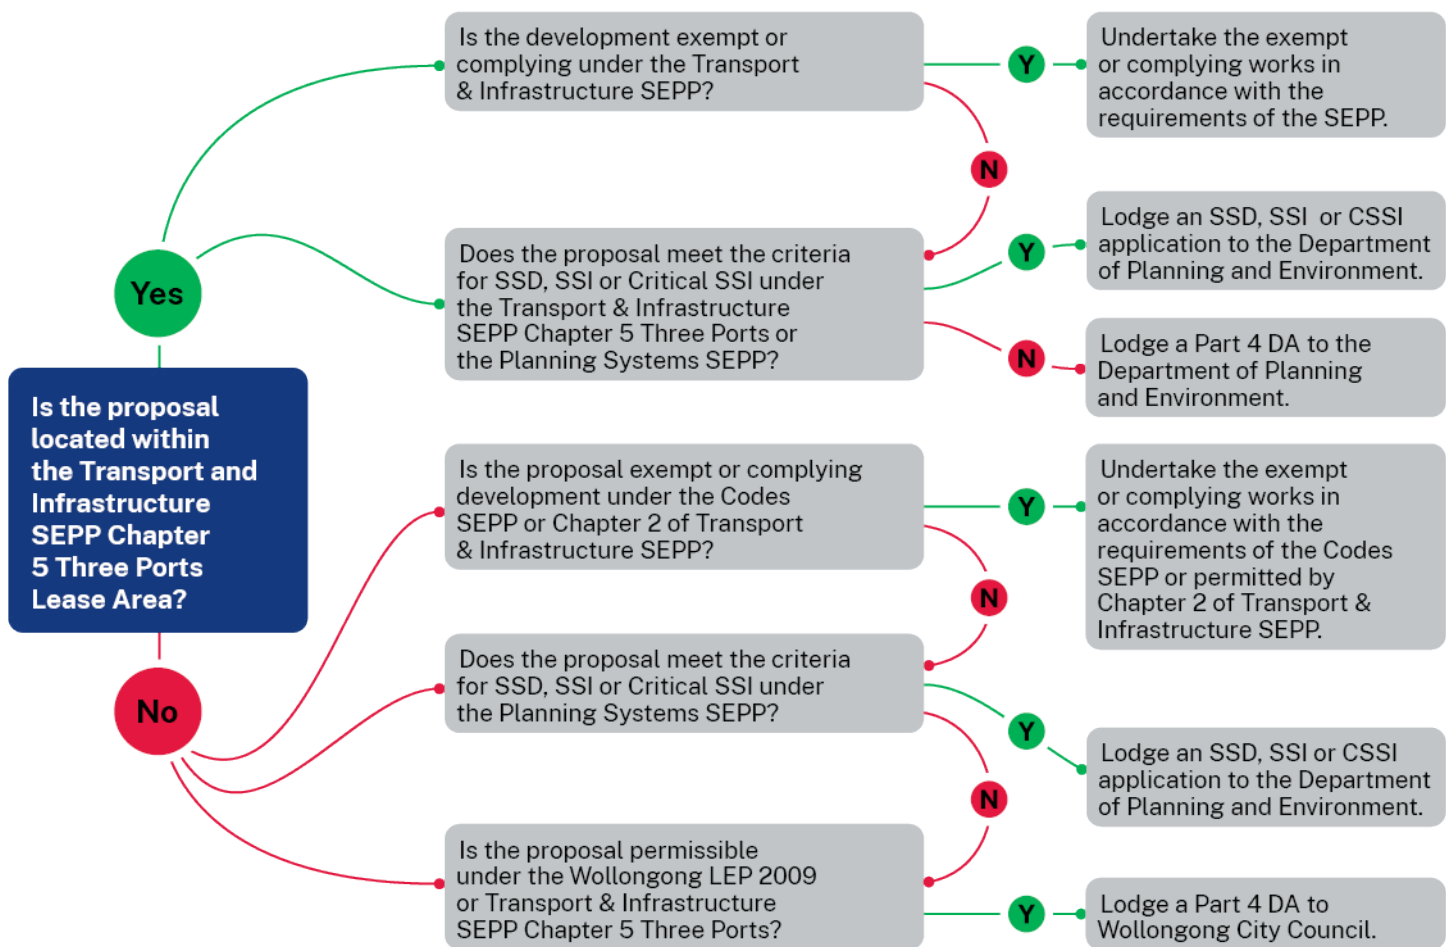 Is the development exempt or
complying under the Transport
& Infrastructure SEPP?
Y
Undertake the exempt
or complying works in
accordance with the
requirements of the SEPP.
N
Yes
Does the proposal meet the criteria
for SSD, SSI or Critical SSI under
the Transport & Infrastructure
SEPP Chapter 5 Three Ports or
the Planning Systems SEPP?
Y
Lodge an SSD, SSI or CSSI
application to the Department
of Planning and Environment.
N
Lodge a Part 4 DA to the
Department of Planning
and Environment.
Is the proposal
located within
the Transport and
Infrastructure
SEPP Chapter
5 Three Ports
Lease Area?
Is the proposal exempt or complying
development under the Codes
SEPP or Chapter 2 of Transport
& Infrastructure SEPP?
Y
Undertake the exempt
or complying works in
accordance with the
requirements of the Codes
SEPP or permitted by
Chapter 2 of Transport &
Infrastructure SEPP.
N
No
Does the proposal meet the criteria
for SSD, SSI or Critical SSI under
the Planning Systems SEPP?
Y
Lodge an SSD, SSI or CSSI
application to the Department
of Planning and Environment.
N
Is the proposal permissible
under the Wollongong LEP 2009
or Transport & Infrastructure
SEPP Chapter 5 Three Ports?
Y
Lodge a Part 4 DA to
Wollongong City Council.